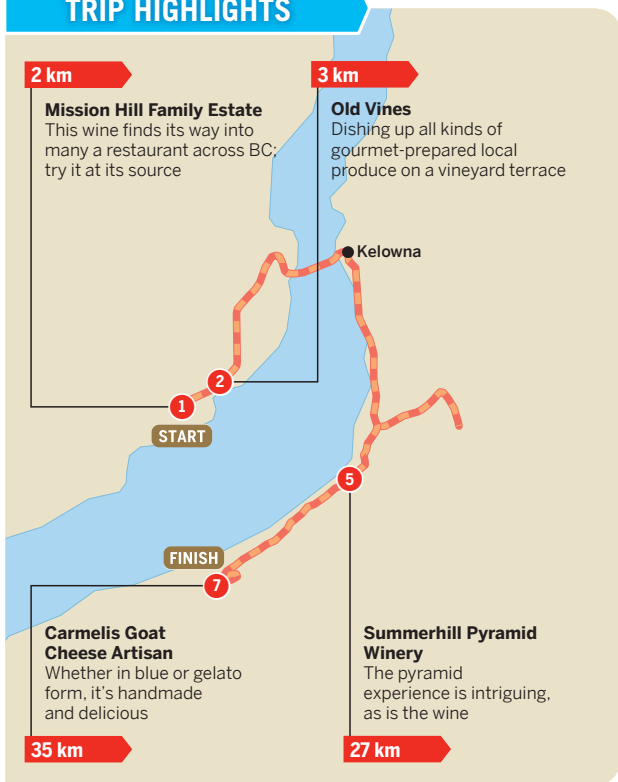 TRIP HIGHLIGHTS
2 km
Mission Hill Family Estate
This wine finds its way into
many a restaurant across BC;
try it at its source
3 km
Old Vines
Dishing up all kinds of
gourmet-prepared local
produce on a vineyard terrace
Kelowna
2
1
START
5
FINISH
7
Carmelis Goat
Cheese Artisan
Whether in blue or gelato
form, it's handmade
and delicious
35 km
Summerhill Pyramid
Winery
The pyramid
experience is intriguing,
as is the wine
27 km